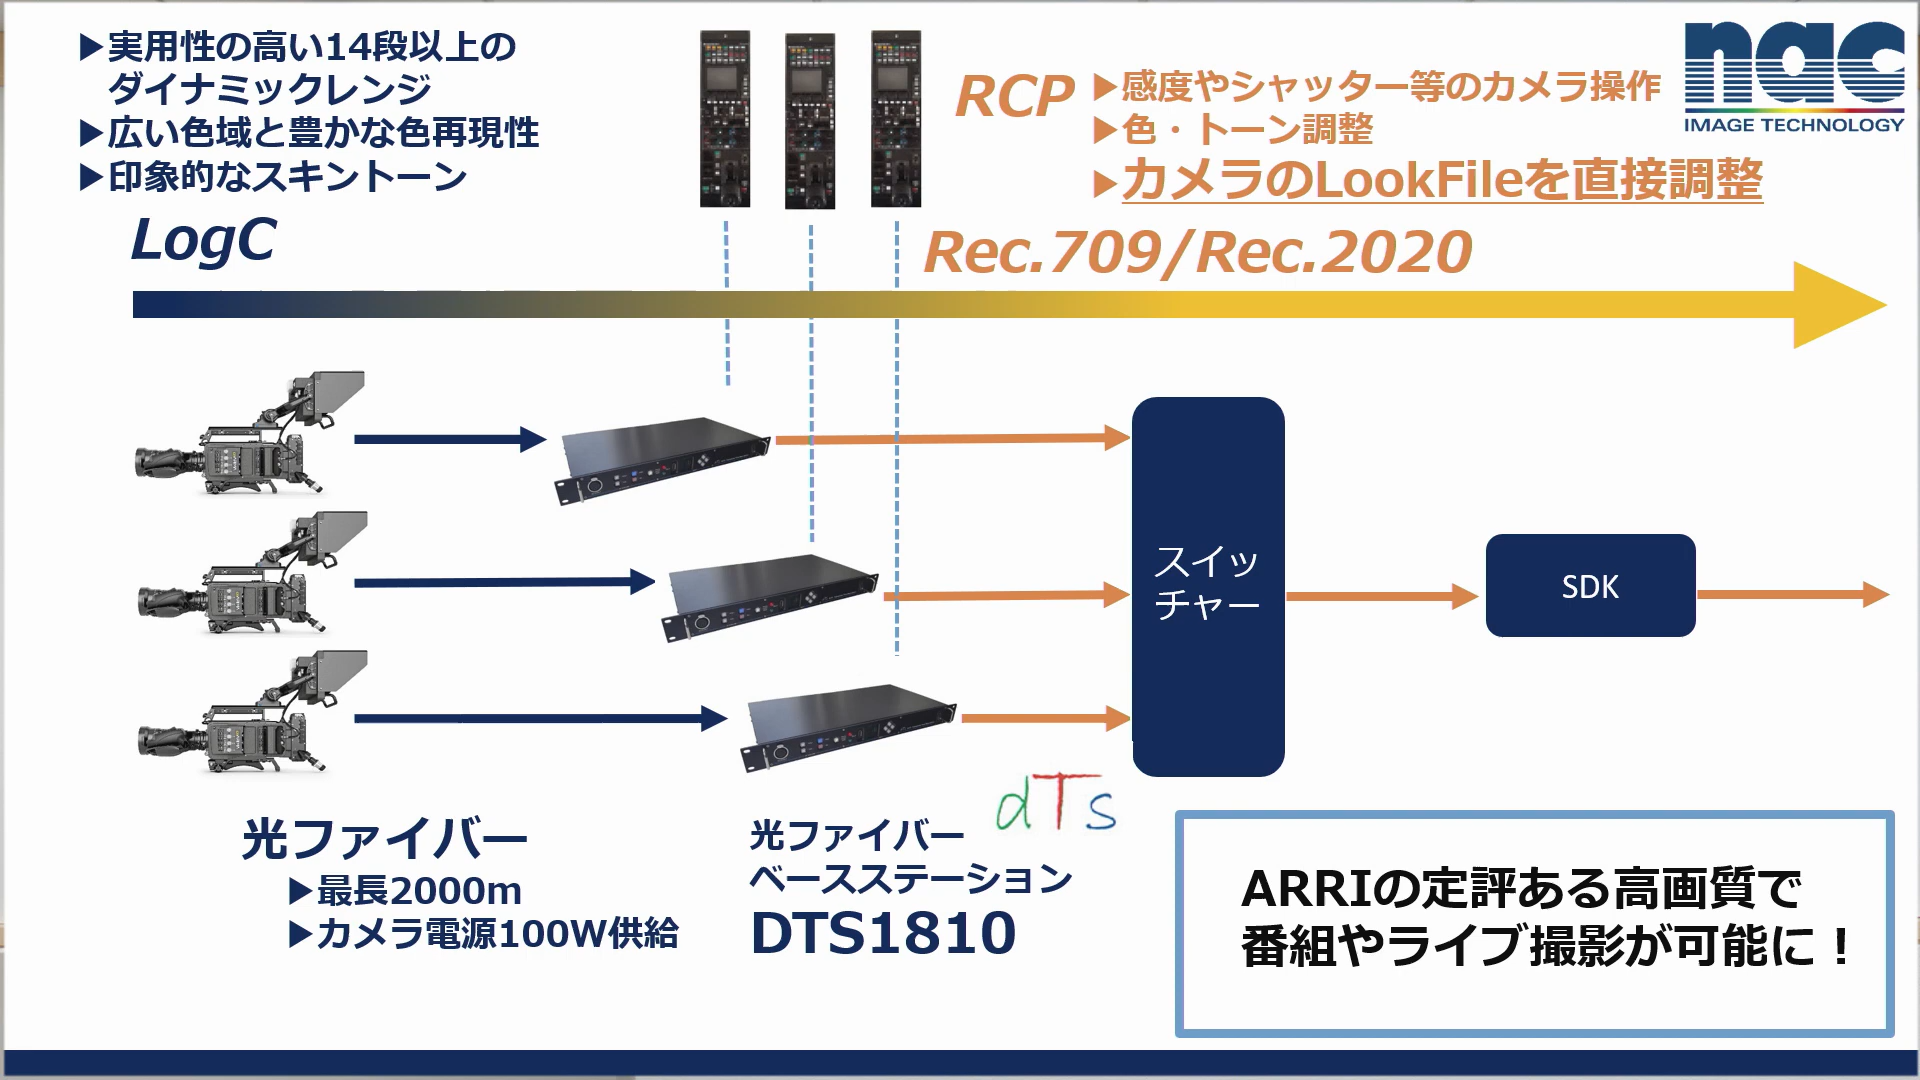 ▶実用性の高い14段以上の
ダイナミックレンジ
▶広い色域と豊かな色再現性
▶印象的なスキントーン
LogC
RCP
▶感度やシャッター等のカメラ操作
▶色・トーン調整
▶カメラのLookFileを直接調整
nac
IMAGE TECHNOLOGY
Rec.709/Rec.2020
スイッ
チャー
SDK
光ファイバー
▶最長2000m
▶カメラ電源100W供給
dTs
光ファイバー
ベースステーション
DTS1810
ARRIの定評ある高画質で
番組やライブ撮影が可能に！